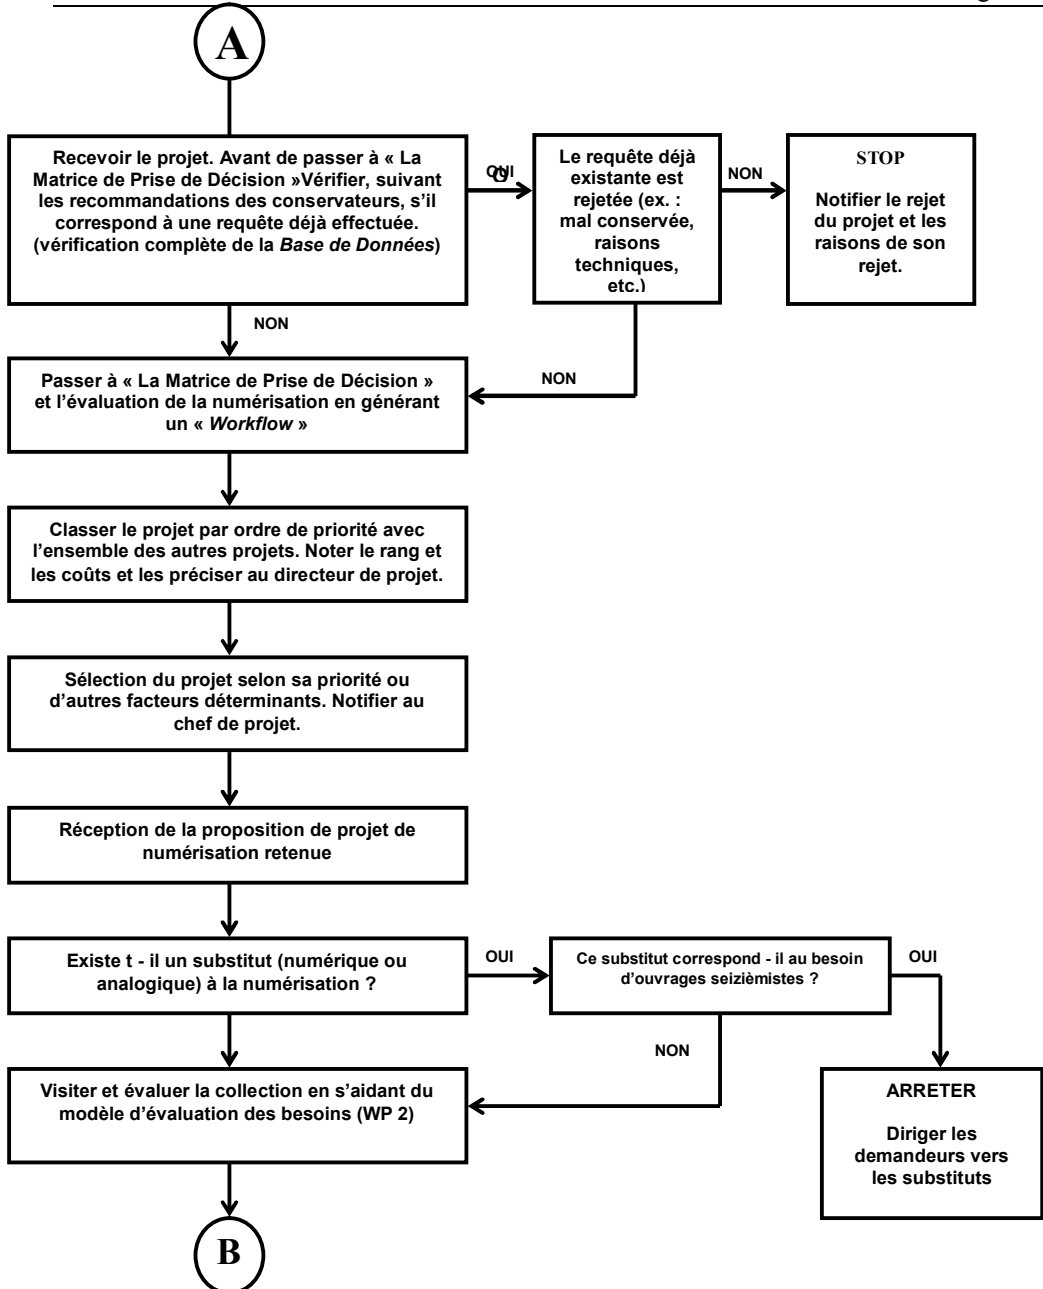 A
Recevoir le projet. Avant de passer à « La
Matrice de Prise de Décision »Vérifier, suivant
les recommandations des conservateurs, s’il
correspond à une requête déjà effectuée.
(vérification complète de la Base de Données)
OUI
Le requête déjà
existante est
rejetée (ex. :
mal conservée,
raisons
techniques,
etc.)
NON
STOP
Notifier le rejet
du projet et les
raisons de son
rejet.
NON
NON
Passer à « La Matrice de Prise de Décision »
et l’évaluation de la numérisation en générant
un « Workflow »
Classer le projet par ordre de priorité avec
l’ensemble des autres projets. Noter le rang et
les coûts et les préciser au directeur de projet.
Sélection du projet selon sa priorité ou
d’autres facteurs déterminants. Notifier au
chef de projet.
Réception de la proposition de projet de
numérisation retenue
Existe t - il un substitut (numérique ou
analogique) à la numérisation ?
OUI
Ce substitut correspond - il au besoin
d’ouvrages seizièmistes ?
OUI
NON
Visiter et évaluer la collection en s’aidant du
modèle d’évaluation des besoins (WP 2)
ARRETER
Diriger les
demandeurs vers
les substituts
B